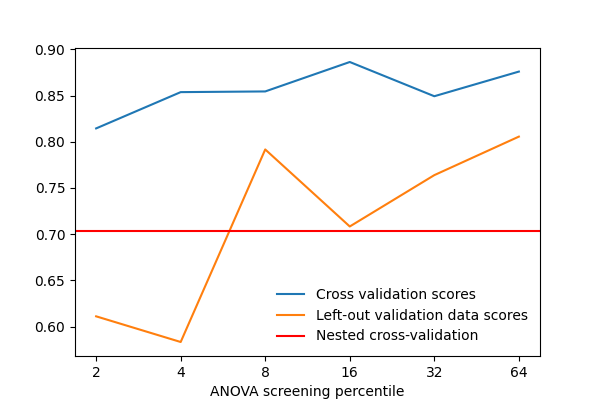 0.90
0.85
0.80
0.75
0.70
0.65
0.60
Cross validation scores
Left-out validation data scores
Nested cross-validation
2 4 8 16 32 64
ANOVA screening percentile